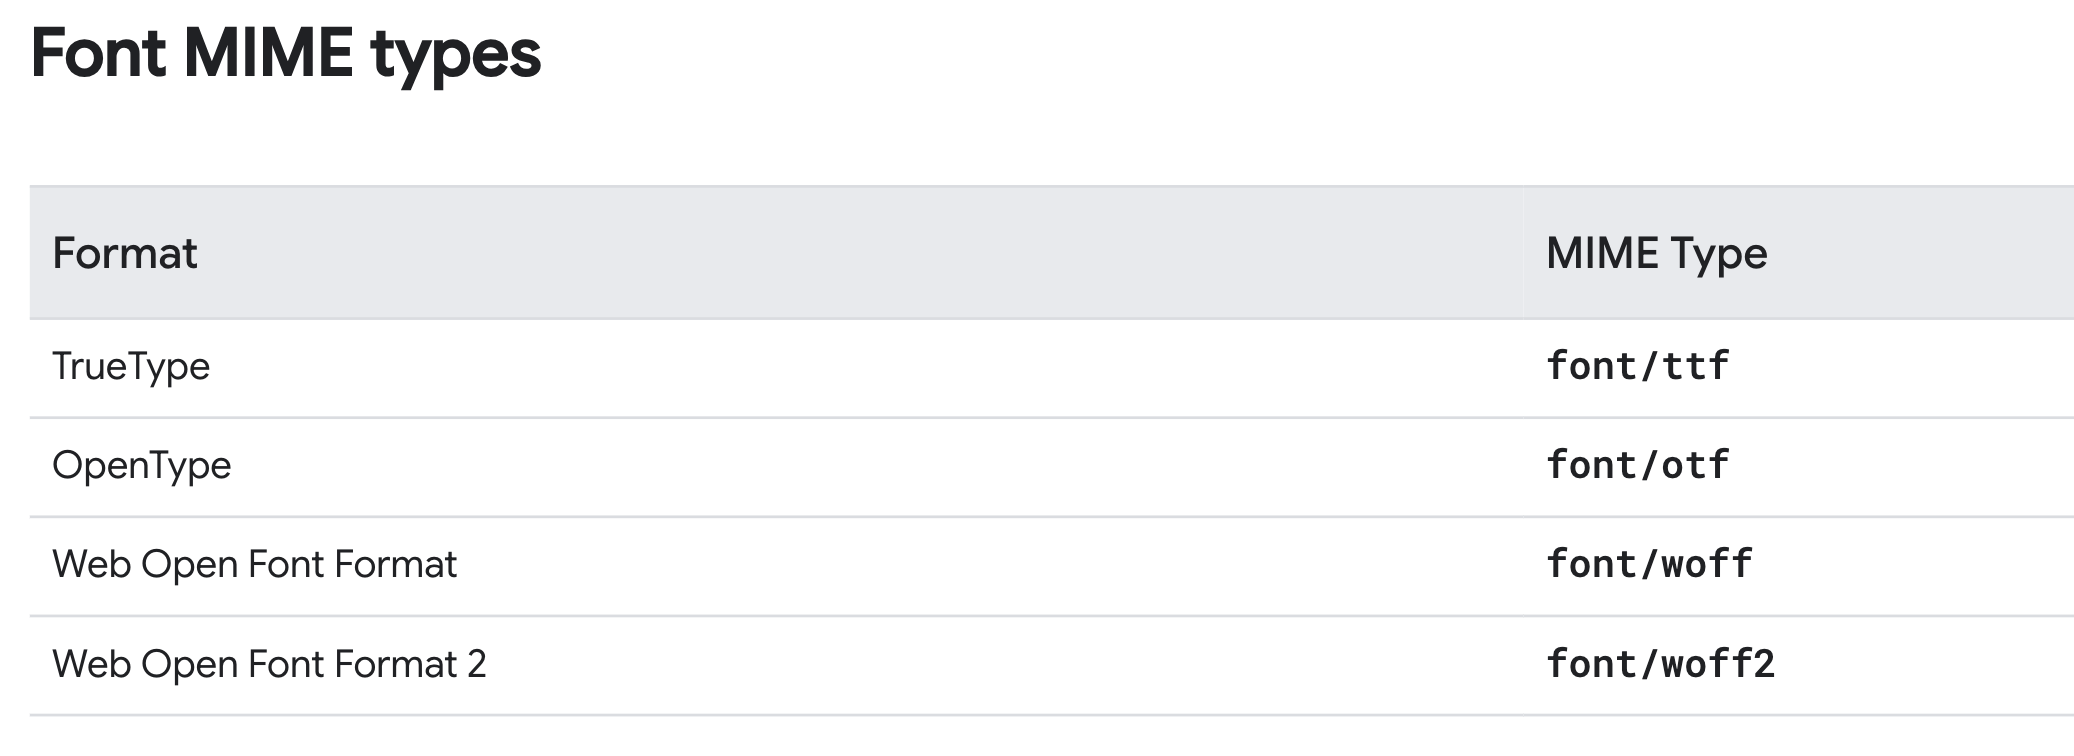 Font MIME types
Format MIME Type
TrueType font/ttf
OpenType font/otf
Web Open Font Format font/woff
Web Open Font Format 2 font/woff2